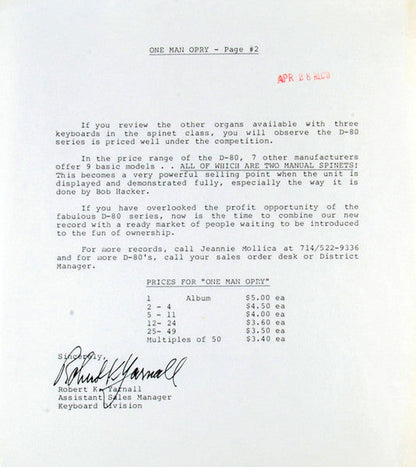 ONE MAN OPRY - Page #2
APR 28 REC'D
If you review the other organs available with three
keyboards in the spinet class, you will observe the D-80
series is priced well under the competition.
In the price range of the D-80, 7 other manufacturers
offer 9 basic models . . ALL OF WHICH ARE TWO MANUAL SPINETS!
This becomes a very powerful selling point when the unit is
displayed and demonstrated fully, especially the way it is
done by Bob Hacker.
If you have overlooked the profit opportunity of the
fabulous D-80 series, now is the time to combine our new
record with a ready market of people waiting to be introduced
to the fun of ownership.
For more records, call Jeannie Mollica at 714/522-9336
and for more D-80's, call your sales order desk or District
Manager.
PRICES FOR "ONE MAN OPRY"
1 Album $5.00 ea
2 - 4 $4.50 ea
5 - 11 $4.00 ea
12- 24 $3.60 ea
25- 49 $3.50 ea
Multiples of 50 $3.40 ea
Sincerely,
Robert K Yarnall
Robert K. Yarnall
Assistant Sales Manager
Keyboard Division